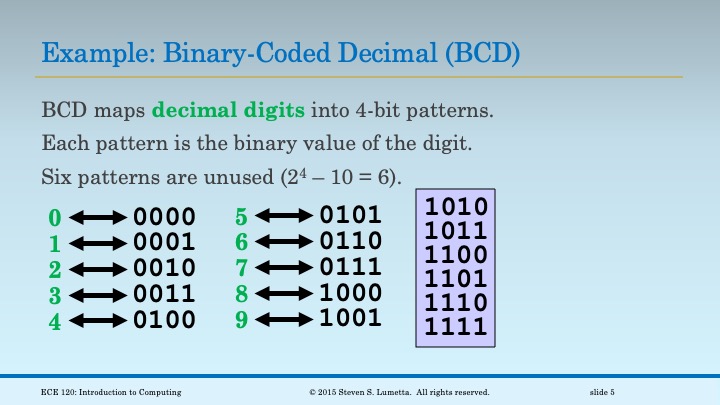 Example: Binary-Coded Decimal (BCD)
BCD maps decimal digits into 4-bit patterns.
Each pattern is the binary value of the digit.
Six patterns are unused (2⁴ – 10 = 6).
0 0000
1 0001
2 0010
3 0011
4 0100
5 0101
6 0110
7 0111
8 1000
9 1001
1010
1011
1100
1101
1110
1111
ECE 120: Introduction to Computing
© 2015 Steven S. Lumetta. All rights reserved.
slide 5